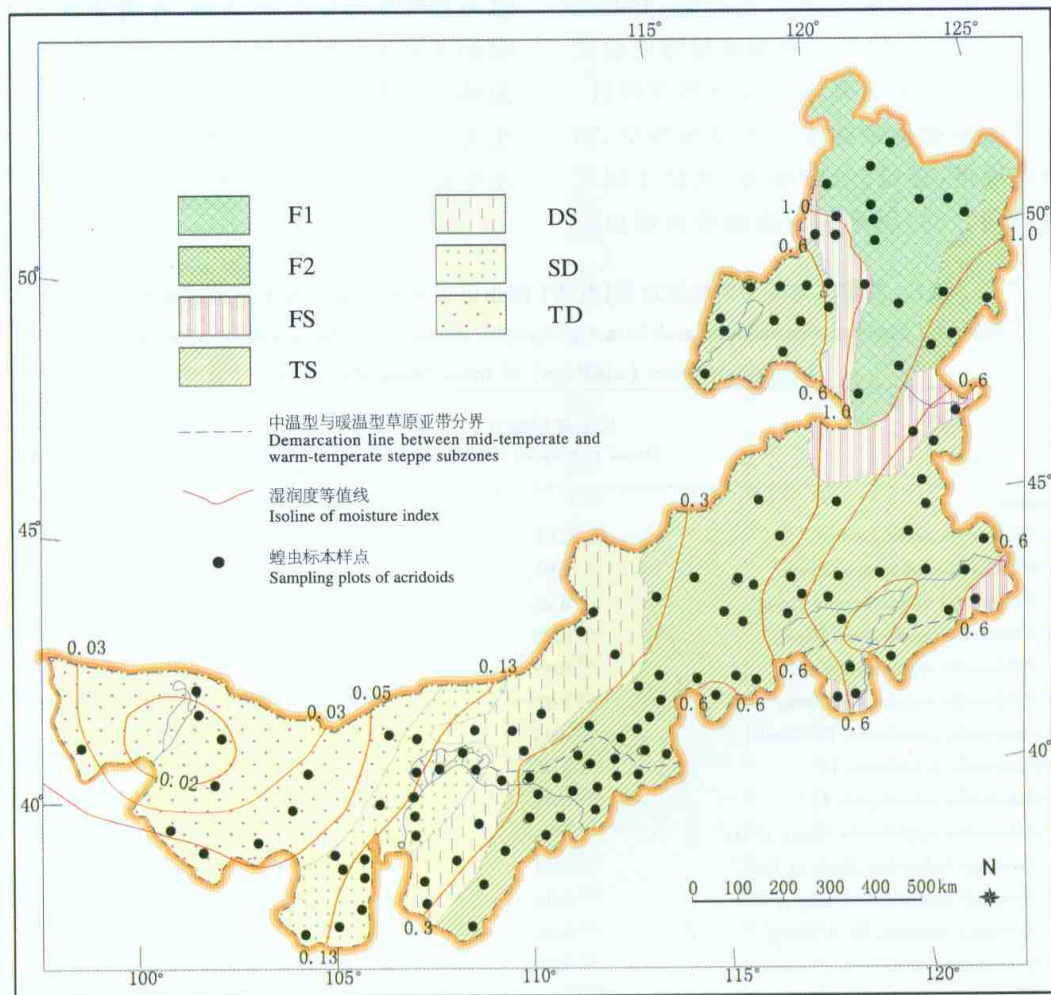 115°
120°
125°
50°
45°
40°
50°
45°
40°
100°
105°
110°
115°
120°
F1
F2
FS
TS
DS
SD
TD
中温型与暖温型草原亚带分界
Demarcation line between mid-temperate and
warm-temperate steppe subzones
湿润度等值线
Isoline of moisture index
蝗虫标本样点
Sampling plots of acridoids
1.0
0.6
1.0
0.6
1.0
0.6
0.3
0.6
0.6
0.6
0.6
0.6
0.6
0.03
0.13
0.05
0.03
0.02
0.3
0.13
N
0 100 200 300 400 500km